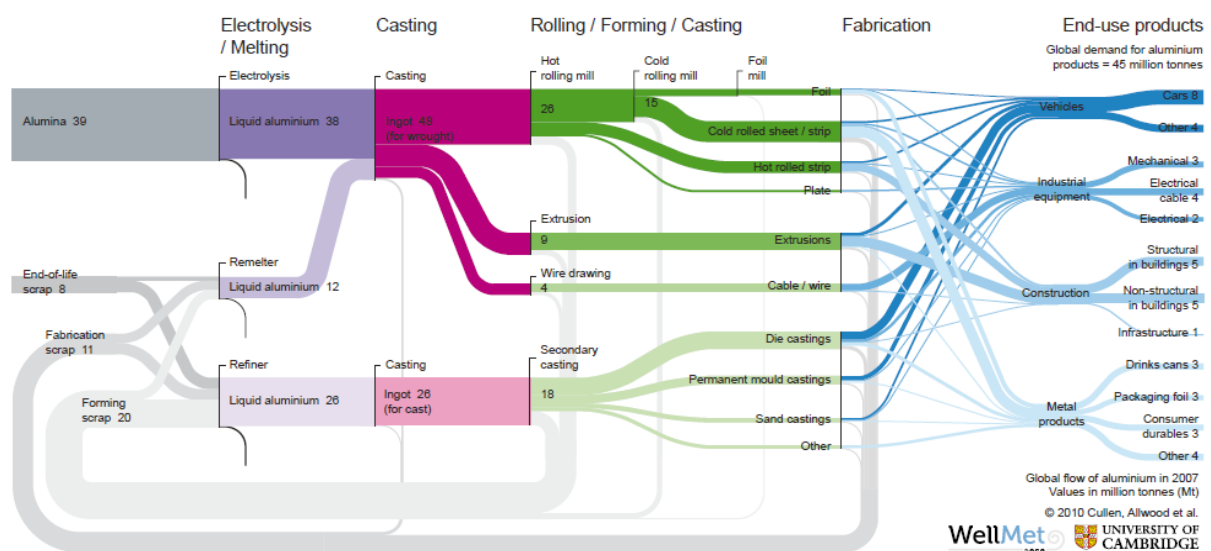 Electrolysis
/ Melting
Casting
Rolling / Forming / Casting
Fabrication
End-use products
Global demand for aluminium
products = 45 million tonnes
Electrolysis
Casting
Hot
rolling mill
Cold
rolling mill
Foil
mill
Alumina 39
Liquid aluminium 38
Ingot 48
(for wrought)
26
15
Foil
Cold rolled sheet / strip
Hot rolled strip
Plate
Vehicles
Cars 8
Other 4
Mechanical 3
Industrial
equipment
Electrical
cable 4
Electrical 2
Extrusion
9
Extrusions
Remelter
Liquid aluminium 12
Wire drawing
4
Cable / wire
End-of-life
scrap 8
Structural
in buildings 5
Construction
Non-structural
in buildings 5
Infrastructure 1
Fabrication
scrap 11
Refiner
Liquid aluminium 26
Casting
Ingot 26
(for cast)
Secondary
casting
18
Die castings
Permanent mould castings
Sand castings
Other
Forming
scrap 20
Drinks cans 3
Packaging foil 3
Metal
products
Consumer
durables 3
Other 4
Global flow of aluminium in 2007
Values in million tonnes (Mt)
© 2010 Cullen, Allwood et al.
WellMet
UNIVERSITY OF
CAMBRIDGE